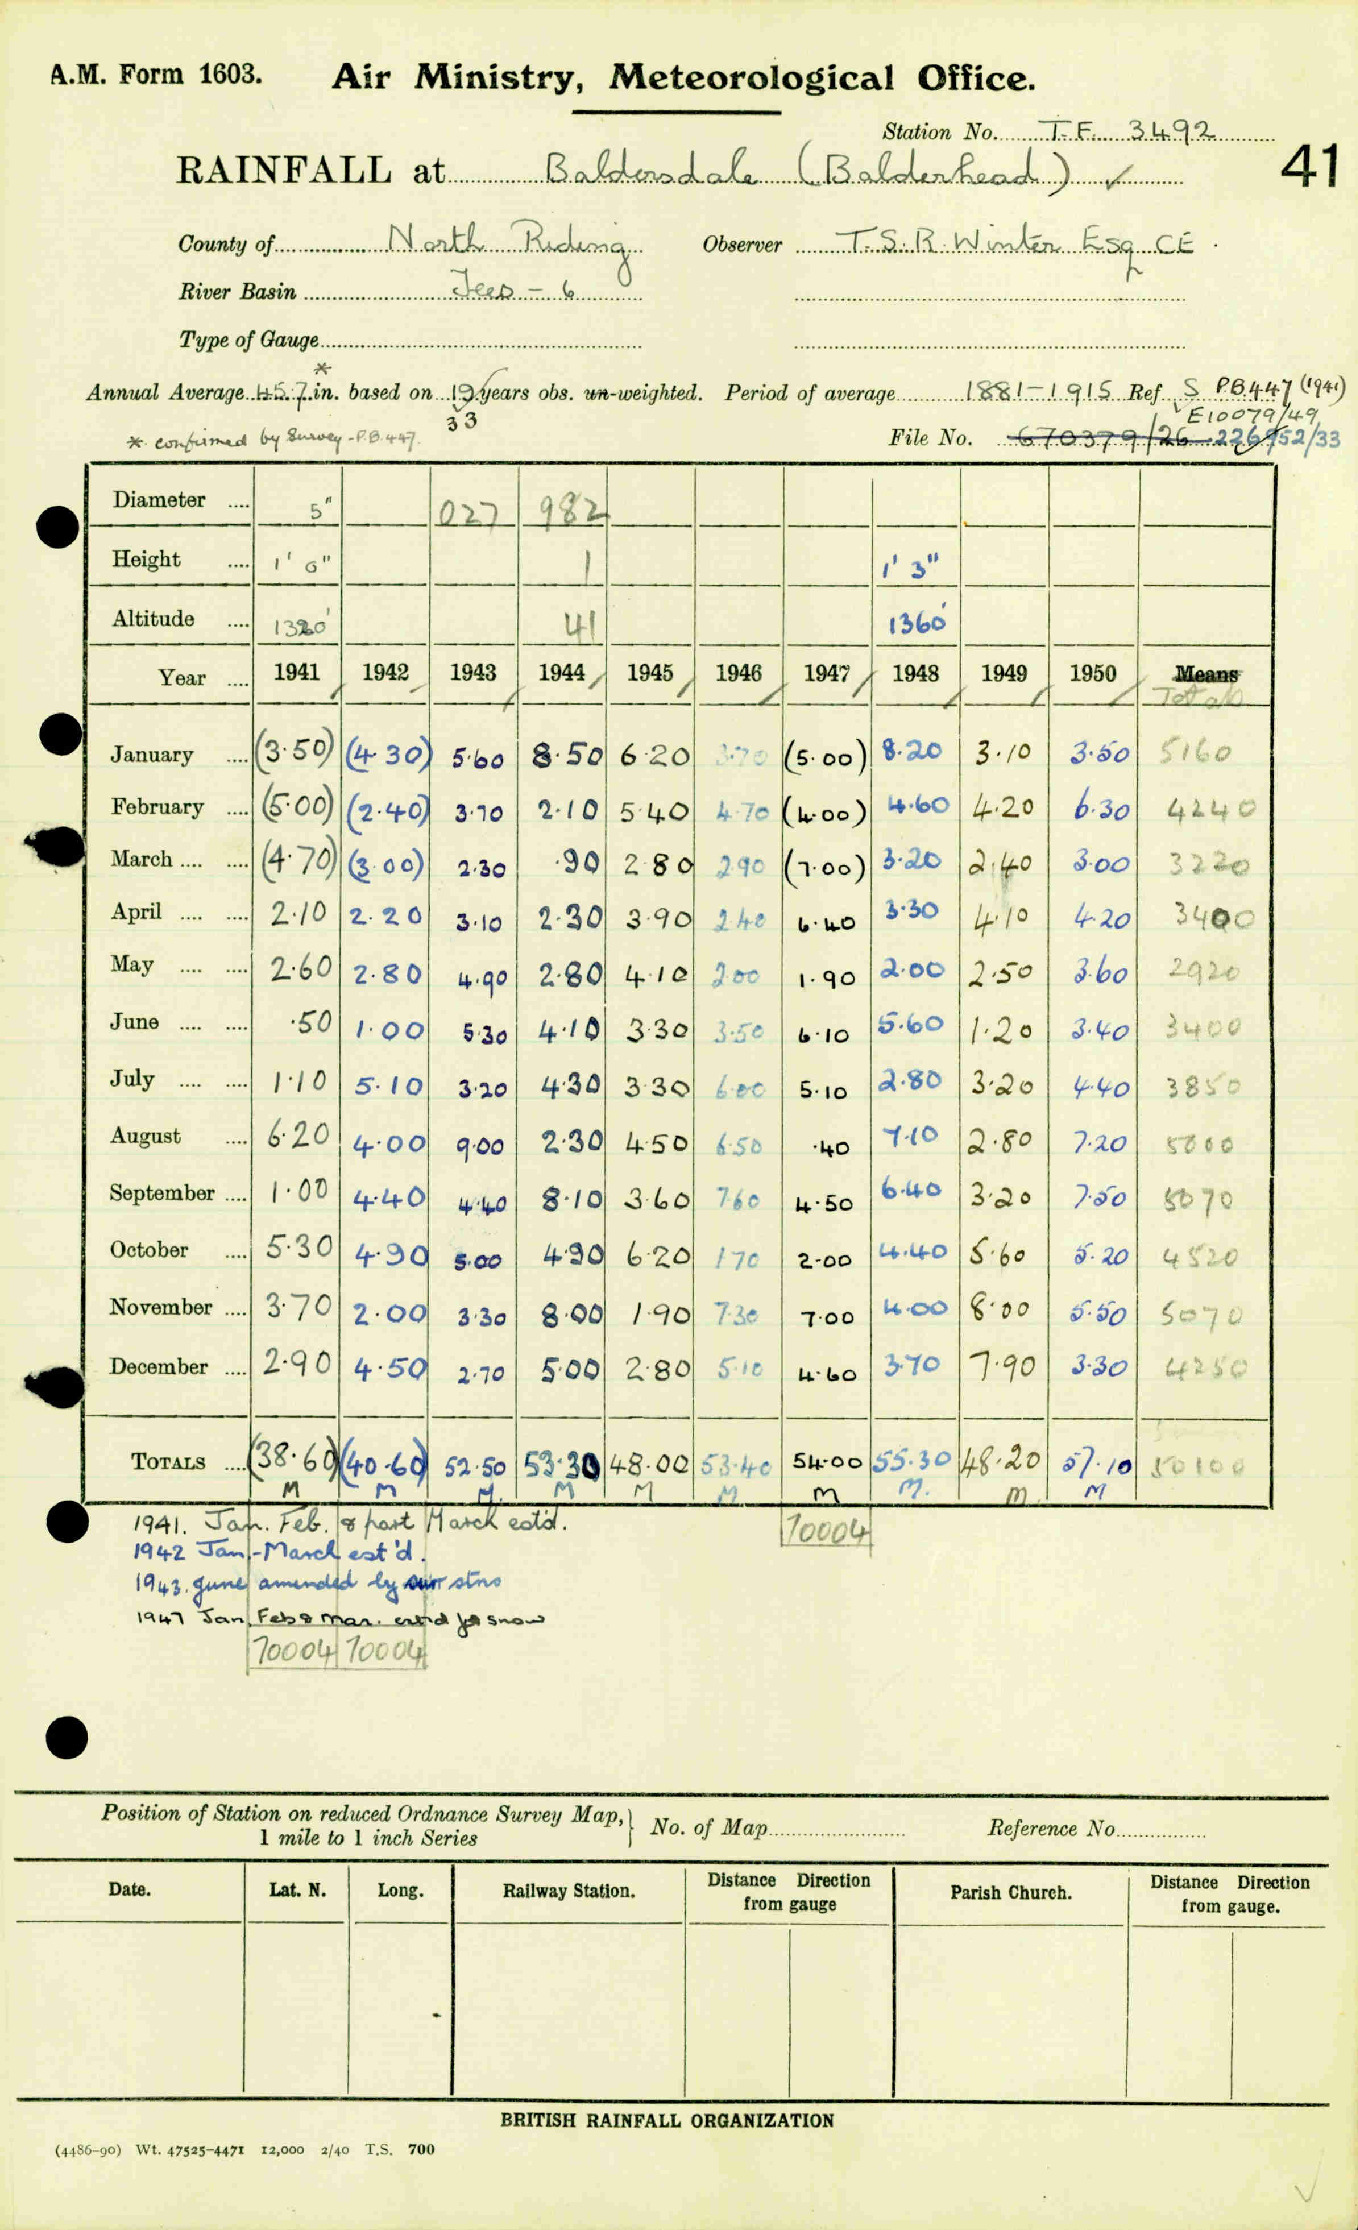 A.M. Form 1603. Air Ministry, Meteorological Office.
Station No. T.F. 3492
41
RAINFALL at Baldersdale (Balderhead) ✓
County of North Riding Observer T.S.R. Winter Esq CE.
River Basin Tees - 6
Type of Gauge
Annual Average 45.7 in.* based on 19 years obs. un-weighted. Period of average 1881-1915 Ref. S P.B447 (1941)
33
E10079/49
* confirmed by Survey - P.B.447. File No. 670379/26 226952/33
Diameter .... 5" 027 982
Height .... 1' 0" 1 1' 3"
Altitude .... 1320' 41 1360'
Year .... 1941 1942 1943 1944 1945 1946 1947 1948 1949 1950 Means
Totals
January .... (3.50) (4.30) 5.60 8.50 6.20 3.70 (5.00) 8.20 3.10 3.50 5160
February .... (5.00) (2.40) 3.70 2.10 5.40 4.70 (4.00) 4.60 4.20 6.30 4240
March .... .... (4.70) (3.00) 2.30 .90 2.80 2.90 (7.00) 3.20 2.40 3.00 3220
April .... .... 2.10 2.20 3.10 2.30 3.90 2.40 6.40 3.30 4.10 4.20 3400
May .... .... 2.60 2.80 4.90 2.80 4.10 2.00 1.90 2.00 2.50 3.60 2920
June .... .... .50 1.00 5.30 4.10 3.30 3.50 6.10 5.60 1.20 3.40 3400
July .... .... 1.10 5.10 3.20 4.30 3.30 6.00 5.10 2.80 3.20 4.40 3850
August .... 6.20 4.00 9.00 2.30 4.50 6.50 .40 7.10 2.80 7.20 5000
September .... 1.00 4.40 4.40 8.10 3.60 7.60 4.50 6.40 3.20 7.50 5070
October .... 5.30 4.90 5.00 4.90 6.20 1.70 2.00 4.40 5.60 5.20 4520
November .... 3.70 2.00 3.30 8.00 1.90 7.30 7.00 4.00 8.00 5.50 5070
December .... 2.90 4.50 2.70 5.00 2.80 5.10 4.60 3.70 7.90 3.30 4250
TOTALS .... (38.60) (40.60) 52.50 53.30 48.00 53.40 54.00 55.30 48.20 57.10 50100
M M M. M M M M M. M. M
1941. Jan. Feb. & part March est'd. 70004
1942 Jan-March est'd.
1943. June amended by surr stns
1947 Jan, Feb & Mar. est'd for snow
70004 70004
Position of Station on reduced Ordnance Survey Map, 1 mile to 1 inch Series } No. of Map Reference No.
Date. Lat. N. Long. Railway Station. Distance Direction from gauge Parish Church. Distance Direction from gauge.
BRITISH RAINFALL ORGANIZATION
(4486-90) Wt. 47525-4471 12,000 2/40 T.S. 700